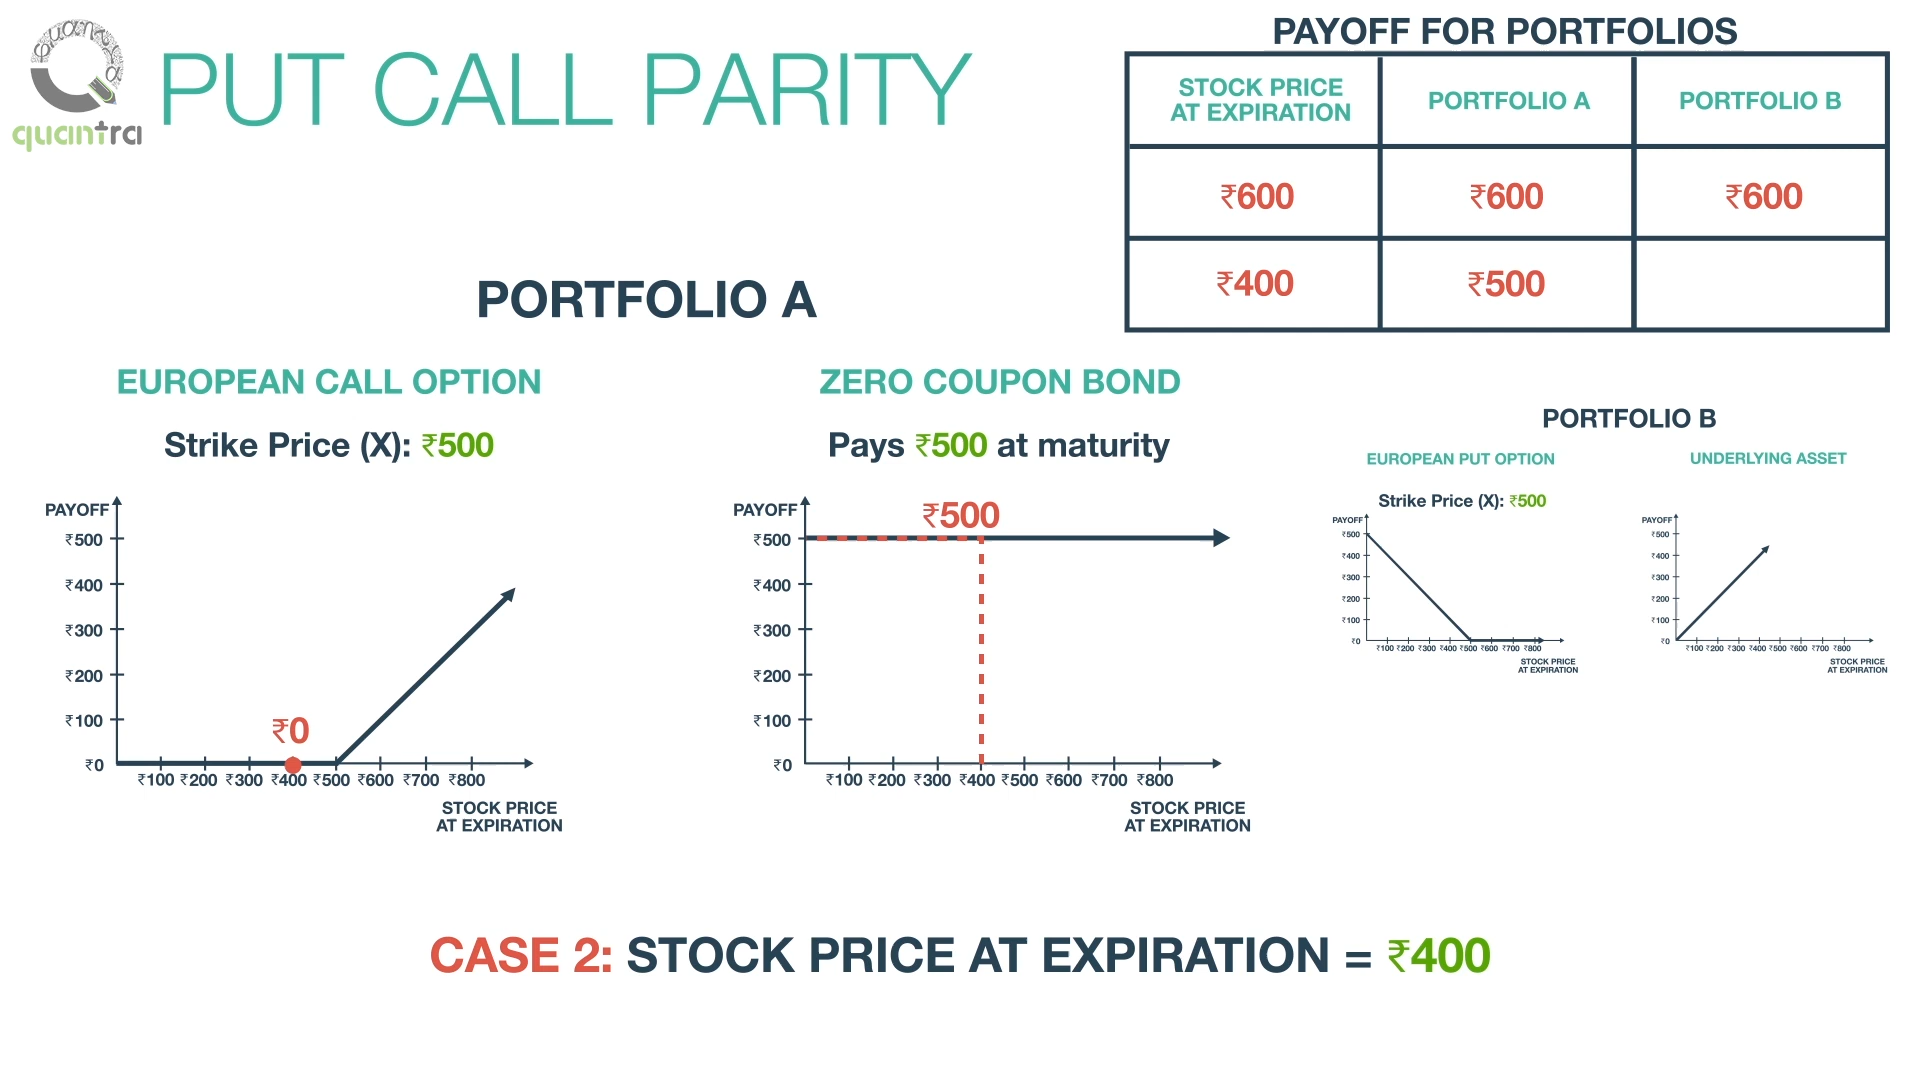 Quantra
quantra
PUT CALL PARITY
PAYOFF FOR PORTFOLIOS
STOCK PRICE
AT EXPIRATION
PORTFOLIO A
PORTFOLIO B
₹600
₹600
₹600
₹400
₹500
PORTFOLIO A
EUROPEAN CALL OPTION
Strike Price (X): ₹500
PAYOFF
₹500
₹400
₹300
₹200
₹100
₹0
₹0
₹100 ₹200 ₹300 ₹400 ₹500 ₹600 ₹700 ₹800
STOCK PRICE
AT EXPIRATION
ZERO COUPON BOND
Pays ₹500 at maturity
PAYOFF
₹500
₹500
₹400
₹300
₹200
₹100
₹0
₹100 ₹200 ₹300 ₹400 ₹500 ₹600 ₹700 ₹800
STOCK PRICE
AT EXPIRATION
PORTFOLIO B
EUROPEAN PUT OPTION
Strike Price (X): ₹500
PAYOFF
₹500
₹400
₹300
₹200
₹100
₹0
₹100 ₹200 ₹300 ₹400 ₹500 ₹600 ₹700 ₹800
STOCK PRICE
AT EXPIRATION
UNDERLYING ASSET
PAYOFF
₹500
₹400
₹300
₹200
₹100
₹0
₹100 ₹200 ₹300 ₹400 ₹500 ₹600 ₹700 ₹800
STOCK PRICE
AT EXPIRATION
CASE 2: STOCK PRICE AT EXPIRATION = ₹400